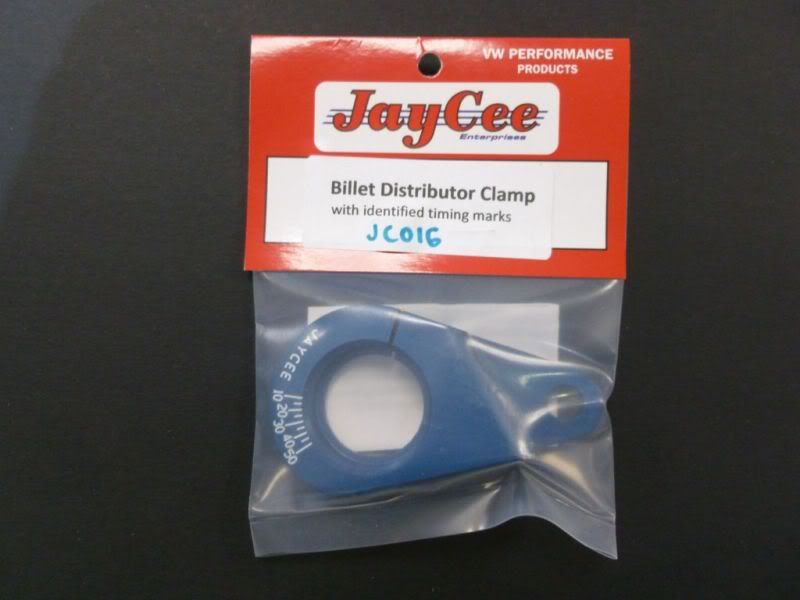 VW PERFORMANCE
PRODUCTS
JayCee
Enterprises
Billet Distributor Clamp
with identified timing marks
JC016
JAYCEE
10 20 30 40 50